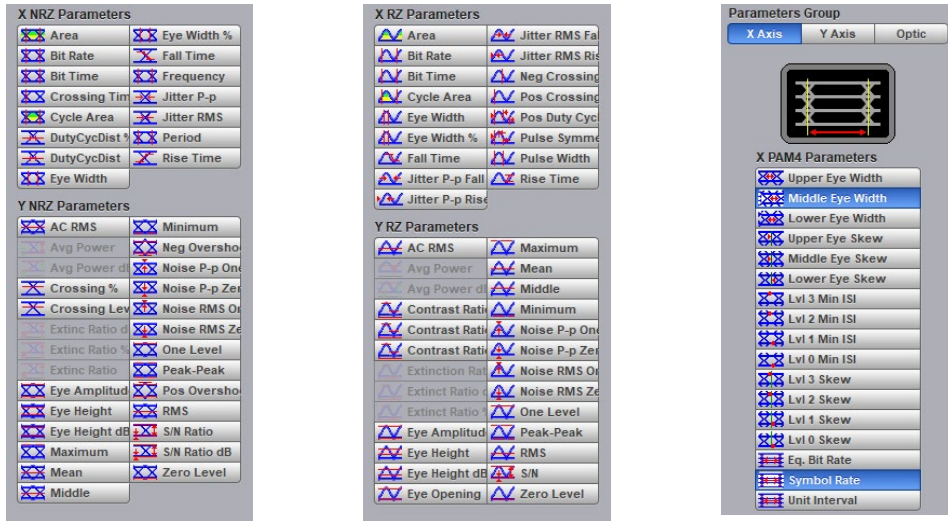 X NRZ Parameters
Area
Eye Width %
Bit Rate
Fall Time
Bit Time
Frequency
Crossing Tim
Jitter P-p
Cycle Area
Jitter RMS
DutyCycDist %
Period
DutyCycDist
Rise Time
Eye Width
Y NRZ Parameters
AC RMS
Minimum
Avg Power
Neg Oversho
Avg Power dB
Noise P-p One
Crossing %
Noise P-p Zer
Crossing Lev
Noise RMS On
Extinc Ratio d
Noise RMS Ze
Extinc Ratio %
One Level
Extinc Ratio
Peak-Peak
Eye Amplitud
Pos Oversho
Eye Height
RMS
Eye Height dB
S/N Ratio
Maximum
S/N Ratio dB
Mean
Zero Level
Middle
X RZ Parameters
Area
Jitter RMS Fal
Bit Rate
Jitter RMS Ris
Bit Time
Neg Crossing
Cycle Area
Pos Crossing
Eye Width
Pos Duty Cycl
Eye Width %
Pulse Symme
Fall Time
Pulse Width
Jitter P-p Fall
Rise Time
Jitter P-p Rise
Y RZ Parameters
AC RMS
Maximum
Avg Power
Mean
Avg Power dB
Middle
Contrast Ratio
Minimum
Contrast Ratio
Noise P-p One
Contrast Ratio
Noise P-p Zer
Extinction Rat
Noise RMS On
Extinct Ratio d
Noise RMS Ze
Extinct Ratio %
One Level
Eye Amplitud
Peak-Peak
Eye Height
RMS
Eye Height dB
S/N
Eye Opening
Zero Level
Parameters Group
X Axis
Y Axis
Optic
X PAM4 Parameters
Upper Eye Width
Middle Eye Width
Lower Eye Width
Upper Eye Skew
Middle Eye Skew
Lower Eye Skew
Lvl 3 Min ISI
Lvl 2 Min ISI
Lvl 1 Min ISI
Lvl 0 Min ISI
Lvl 3 Skew
Lvl 2 Skew
Lvl 1 Skew
Lvl 0 Skew
Eq. Bit Rate
Symbol Rate
Unit Interval